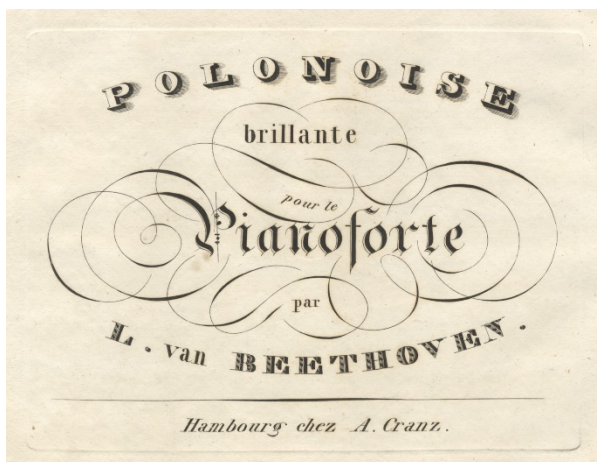 POLONOISE
brillante
pour le
Pianoforte
par
L. van BEETHOVEN.
Hambourg chez A. Cranz.